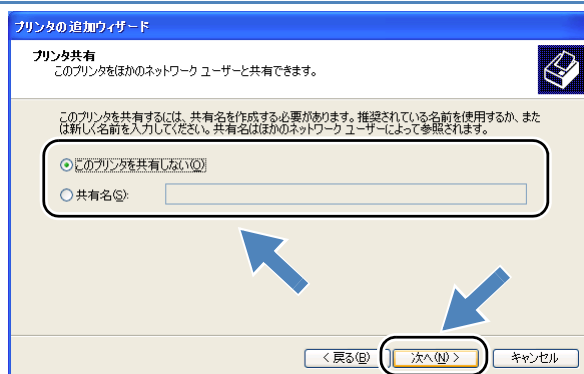 プリンタの追加ウィザード
プリンタ共有
このプリンタをほかのネットワーク ユーザーと共有できます。
このプリンタを共有するには、共有名を作成する必要があります。推奨されている名前を使用するか、また
は新しく名前を入力してください。共有名はほかのネットワーク ユーザーによって参照されます。
このプリンタを共有しない(O)
共有名(S):
< 戻る(B) 次へ(N) > キャンセル